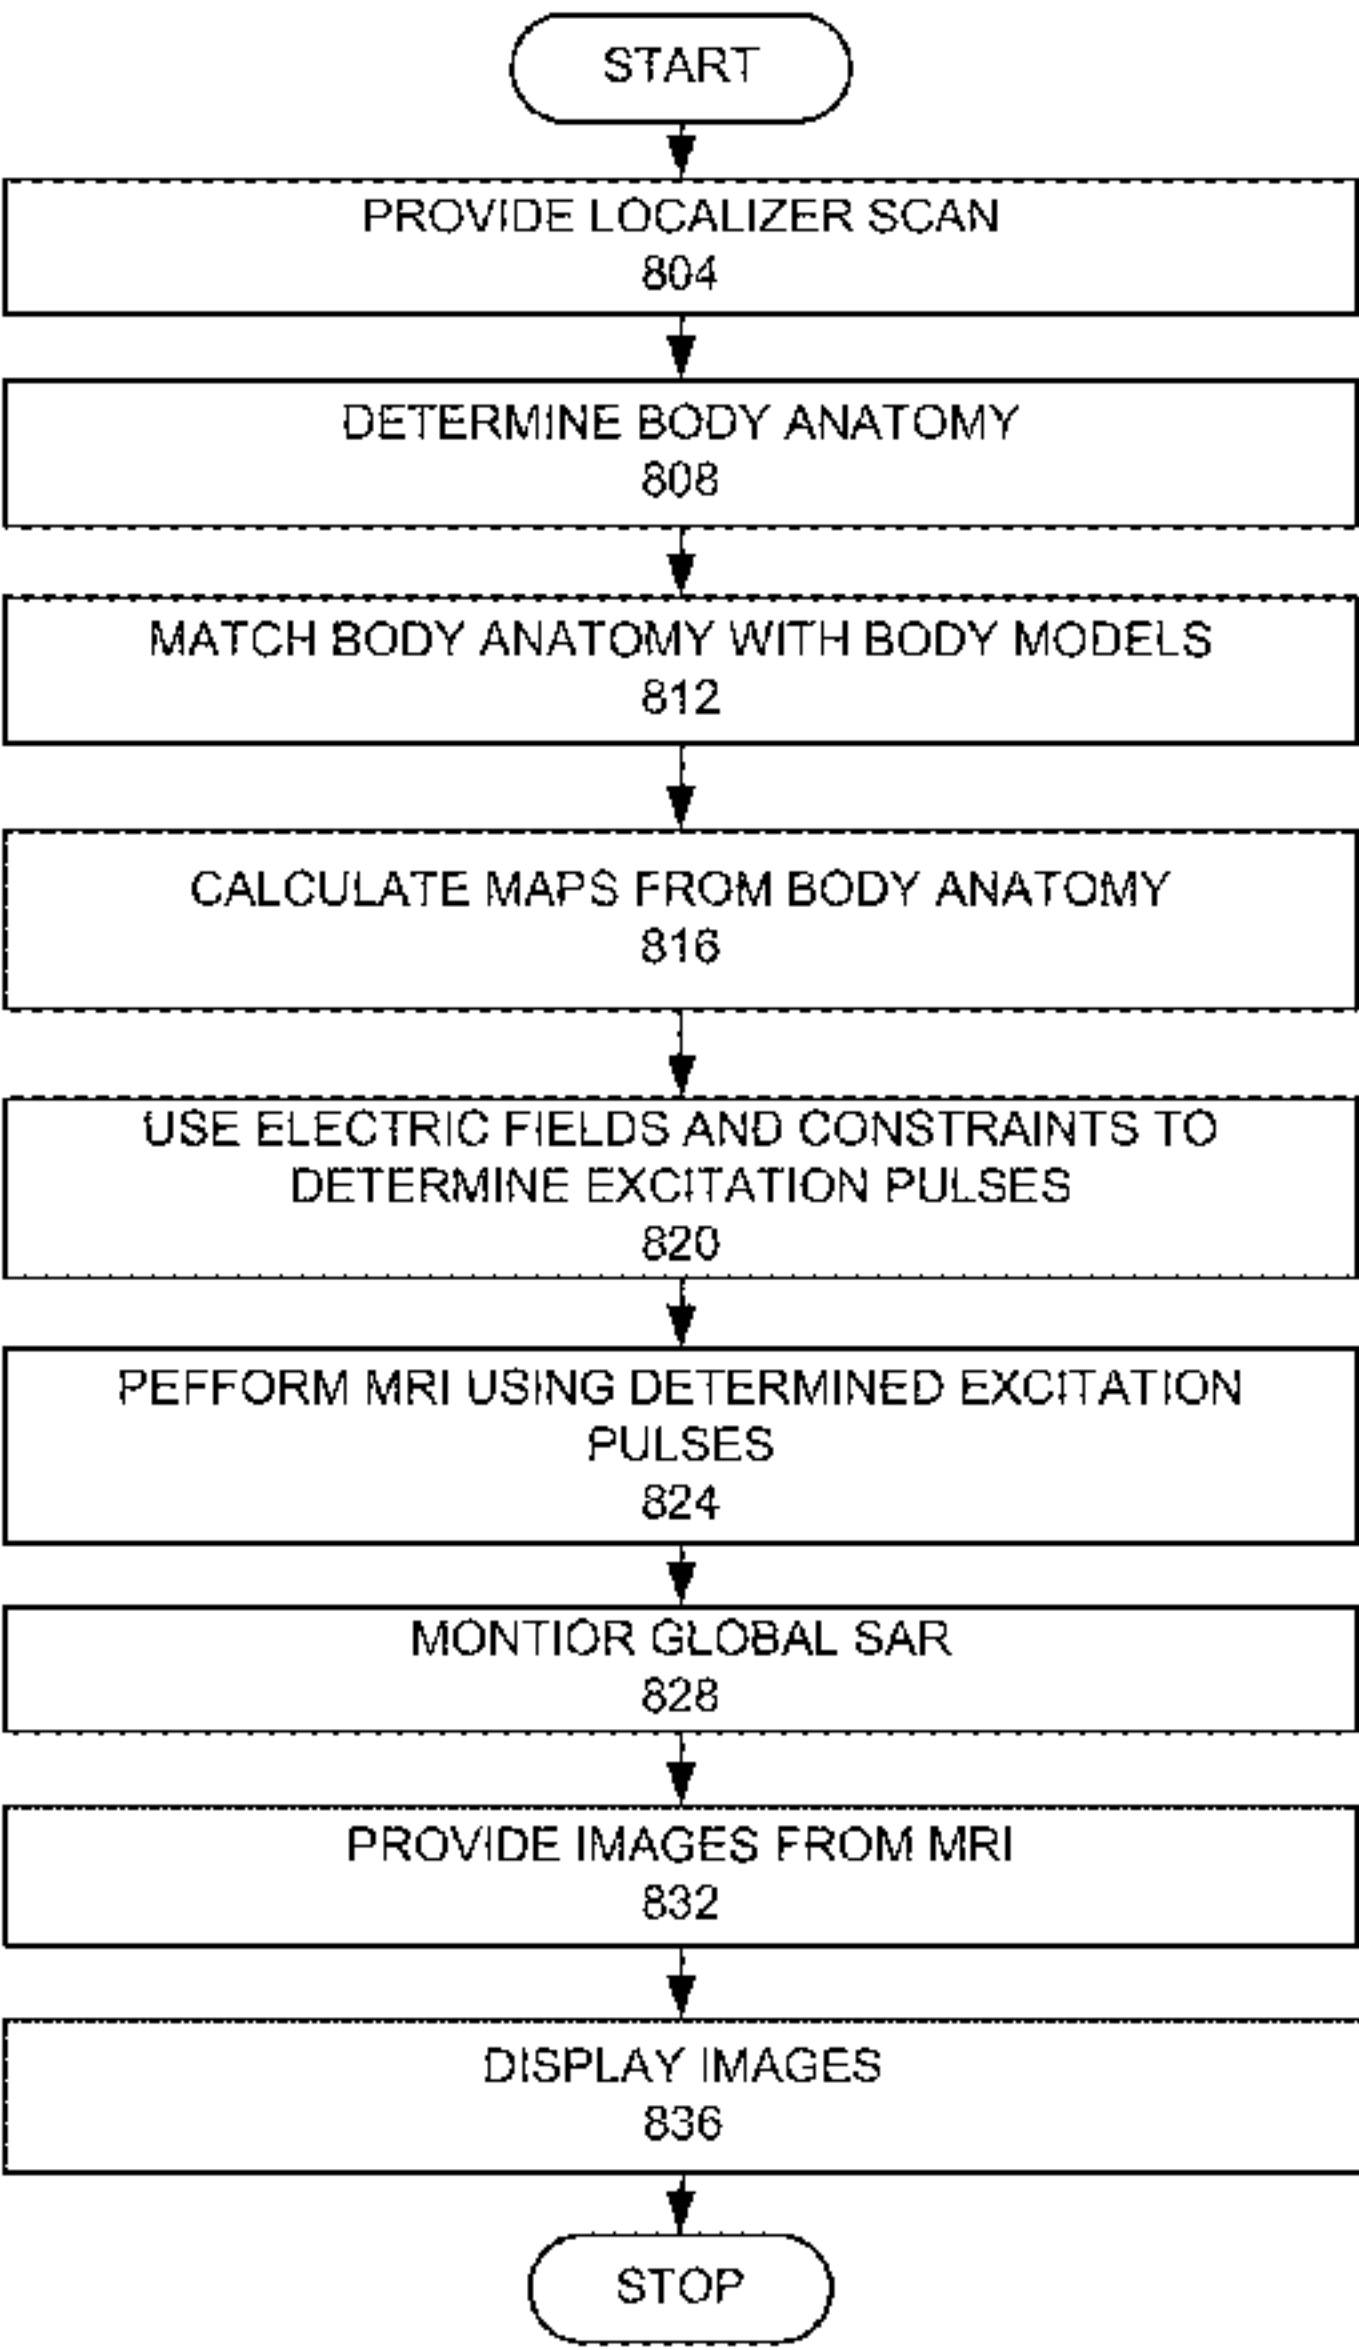 START
PROVIDE LOCALIZER SCAN
804
DETERMINE BODY ANATOMY
808
MATCH BODY ANATOMY WITH BODY MODELS
812
CALCULATE MAPS FROM BODY ANATOMY
816
USE ELECTRIC FIELDS AND CONSTRAINTS TO
DETERMINE EXCITATION PULSES
820
PEFFORM MRI USING DETERMINED EXCITATION
PULSES
824
MONTIOR GLOBAL SAR
828
PROVIDE IMAGES FROM MRI
832
DISPLAY IMAGES
836
STOP